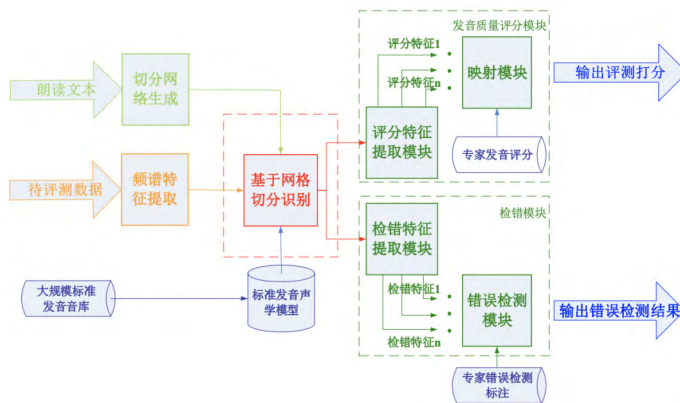 发音质量评分模块
评分特征1
评分特征n
映射模块
输出评测打分
朗读文本
切分网
络生成
评分特征
提取模块
专家发音评分
待评测数据
频谱特
征提取
基于网格
切分识别
检错模块
检错特征
提取模块
大规模标准
发音音库
标准发音声
学模型
检错特征1
检错特征n
错误检测
模块
输出错误检测结果
专家错误检测
标注